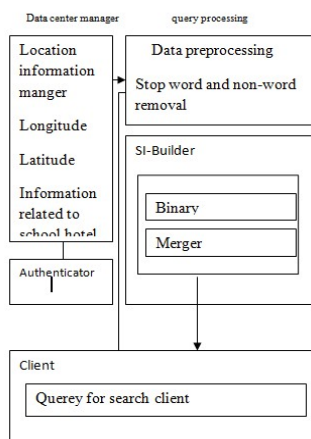 Data center manager
query processing
Location
information
manger
Longitude
Latitude
Information
related to
school hotel
Authenticator
Data preprocessing
Stop word and non-word
removal
SI-Builder
Binary
Merger
Client
Querey for search client